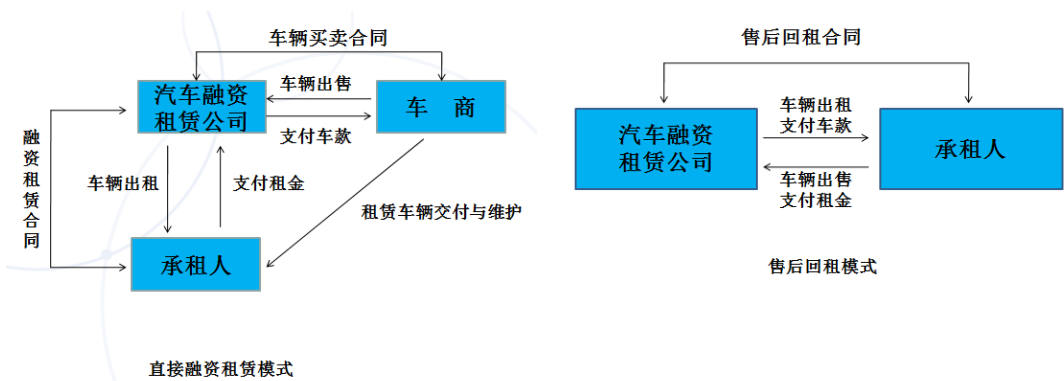 车辆买卖合同
汽车融资
租赁公司
车辆出售
支付车款
车 商
融资租赁合同
车辆出租
支付租金
租赁车辆交付与维护
承租人
直接融资租赁模式
售后回租合同
汽车融资
租赁公司
车辆出租
支付车款
车辆出售
支付租金
承租人
售后回租模式